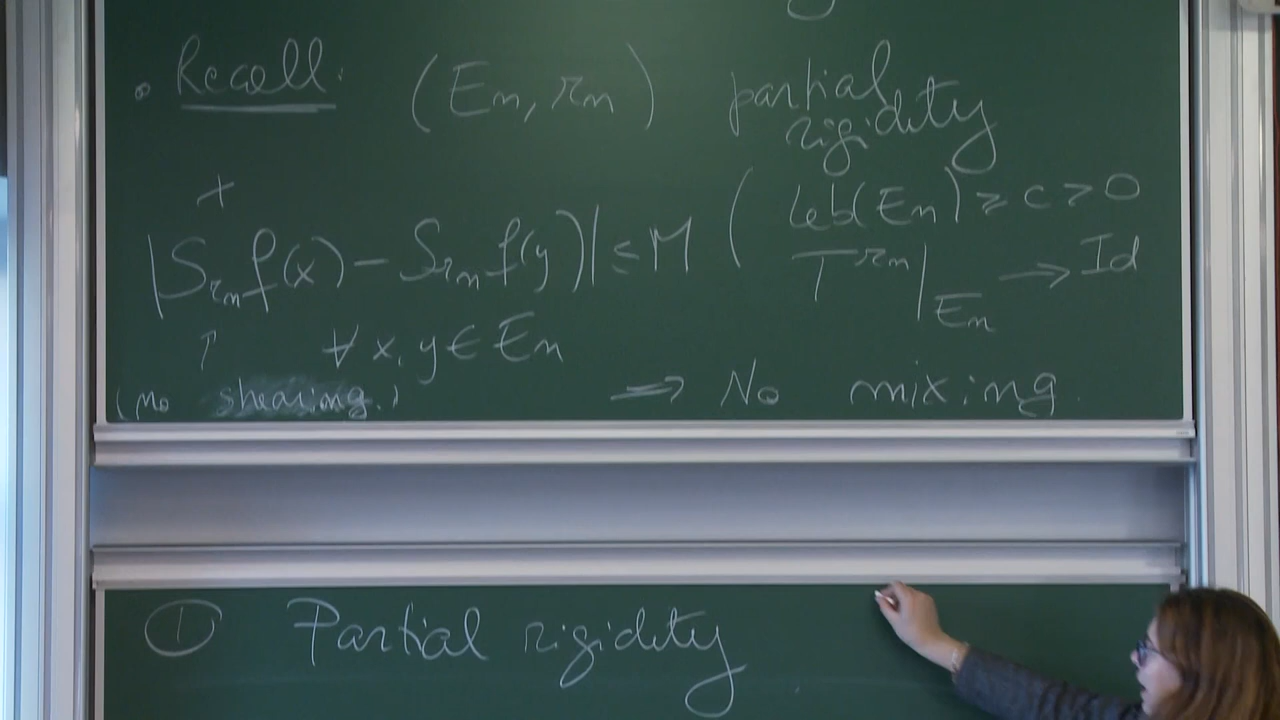 • Recall: (En, rn) partial rigidity
+
|S_{rn}f(x) - S_{rn}f(y)| ≤ M ( Leb(En) ≥ c > 0
T^{rn}|_{En} → Id
↑ ∀ x, y ∈ En
(no shearing.) ⇒ No mixing.
① Partial rigidity